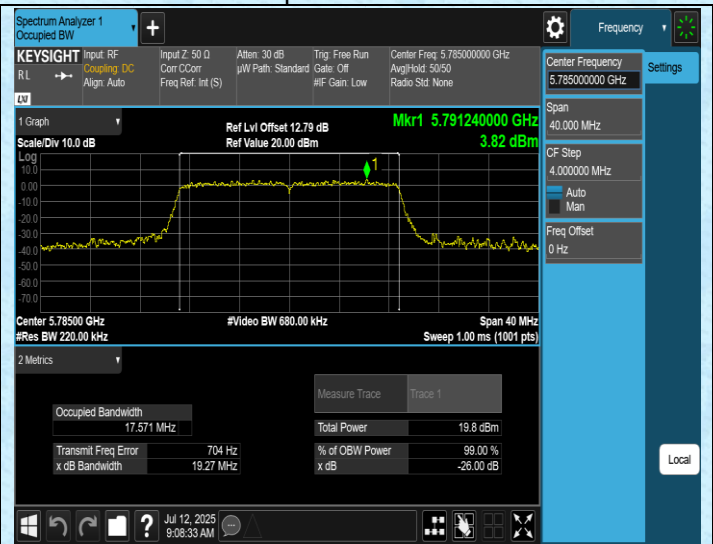 Spectrum Analyzer 1
Occupied BW
Frequency
KEYSIGHT
RL
LXI
Input: RF
Coupling: DC
Align: Auto
Input Z: 50 Ω
Corr CCorr
Freq Ref: Int (S)
Atten: 30 dB
µW Path: Standard
Trig: Free Run
Gate: Off
#IF Gain: Low
Center Freq: 5.785000000 GHz
Avg|Hold: 50/50
Radio Std: None
Center Frequency
5.785000000 GHz
Settings
Span
40.000 MHz
CF Step
4.000000 MHz
Auto
Man
Freq Offset
0 Hz
1 Graph
Scale/Div 10.0 dB
Ref Lvl Offset 12.79 dB
Ref Value 20.00 dBm
Mkr1 5.791240000 GHz
3.82 dBm
Log
10.0
0.00
-10.0
-20.0
-30.0
-40.0
-50.0
-60.0
-70.0
1
Center 5.78500 GHz
#Res BW 220.00 kHz
#Video BW 680.00 kHz
Span 40 MHz
Sweep 1.00 ms (1001 pts)
2 Metrics
Measure Trace Trace 1
Occupied Bandwidth
17.571 MHz
Total Power 19.8 dBm
Transmit Freq Error 704 Hz
x dB Bandwidth 19.27 MHz
% of OBW Power 99.00 %
x dB -26.00 dB
Local
Jul 12, 2025
9:08:33 AM